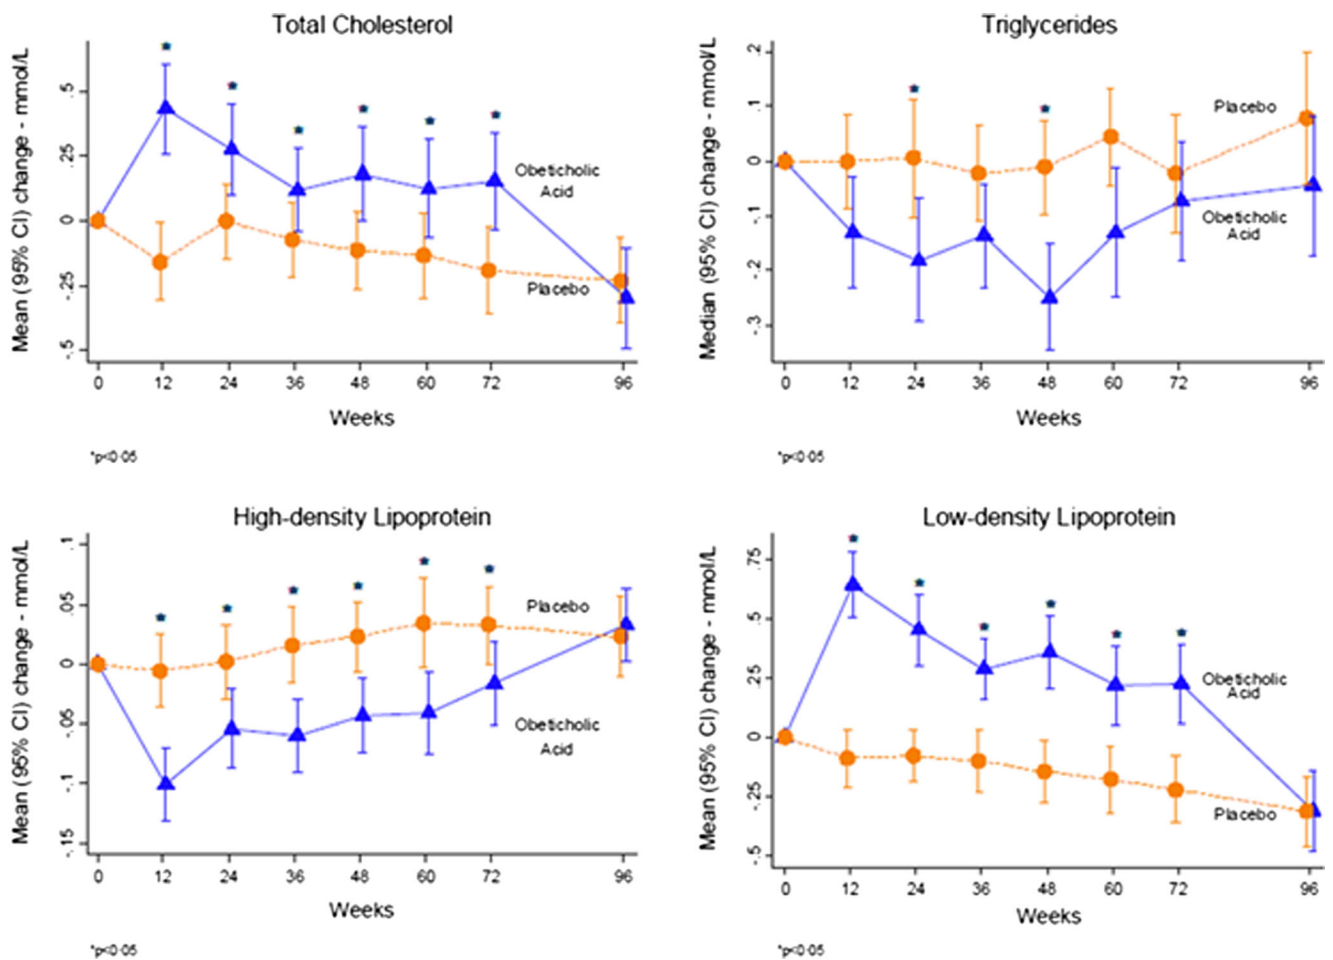 Total Cholesterol
Mean (95% CI) change - mmol/L
.5
.25
0
-.25
-.5
Obeticholic
Acid
Placebo
0 12 24 36 48 60 72 96
Weeks
*p<0·05
Triglycerides
Median (95% CI) change - mmol/L
.2
.1
0
-.1
-.2
-.3
Placebo
Obeticholic
Acid
0 12 24 36 48 60 72 96
Weeks
*p<0·05
High-density Lipoprotein
Mean (95% CI) change - mmol/L
.1
.05
0
-.05
-.1
-.15
Placebo
Obeticholic
Acid
0 12 24 36 48 60 72 96
Weeks
*p<0·05
Low-density Lipoprotein
Mean (95% CI) change - mmol/L
.75
.5
.25
0
-.25
-.5
Obeticholic
Acid
Placebo
0 12 24 36 48 60 72 96
Weeks
*p<0·05